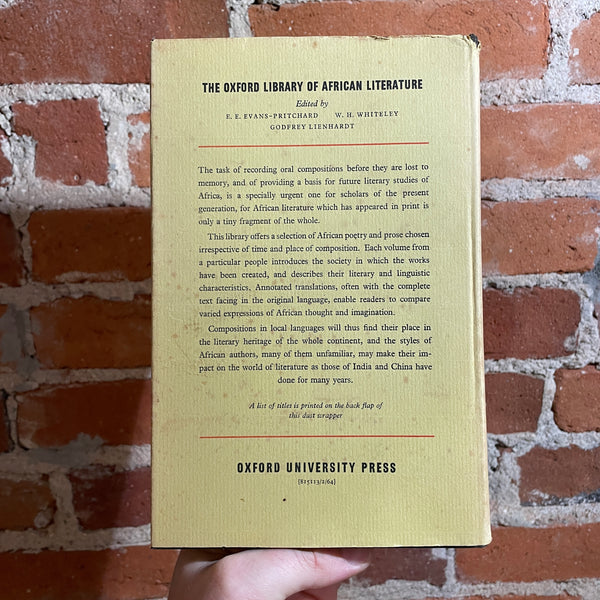 THE OXFORD LIBRARY OF AFRICAN LITERATURE
Edited by
E. E. EVANS-PRITCHARD W. H. WHITELEY
GODFREY LIENHARDT
The task of recording oral compositions before they are lost to
memory, and of providing a basis for future literary studies of
Africa, is a specially urgent one for scholars of the present
generation, for African literature which has appeared in print is
only a tiny fragment of the whole.
This library offers a selection of African poetry and prose chosen
irrespective of time and place of composition. Each volume from
a particular people introduces the society in which the works
have been created, and describes their literary and linguistic
characteristics. Annotated translations, often with the complete
text facing in the original language, enable readers to compare
varied expressions of African thought and imagination.
Compositions in local languages will thus find their place in
the literary heritage of the whole continent, and the styles of
African authors, many of them unfamiliar, may make their im-
pact on the world of literature as those of India and China have
done for many years.
A list of titles is printed on the back flap of
this dust wrapper
OXFORD UNIVERSITY PRESS
[815113/2/64]